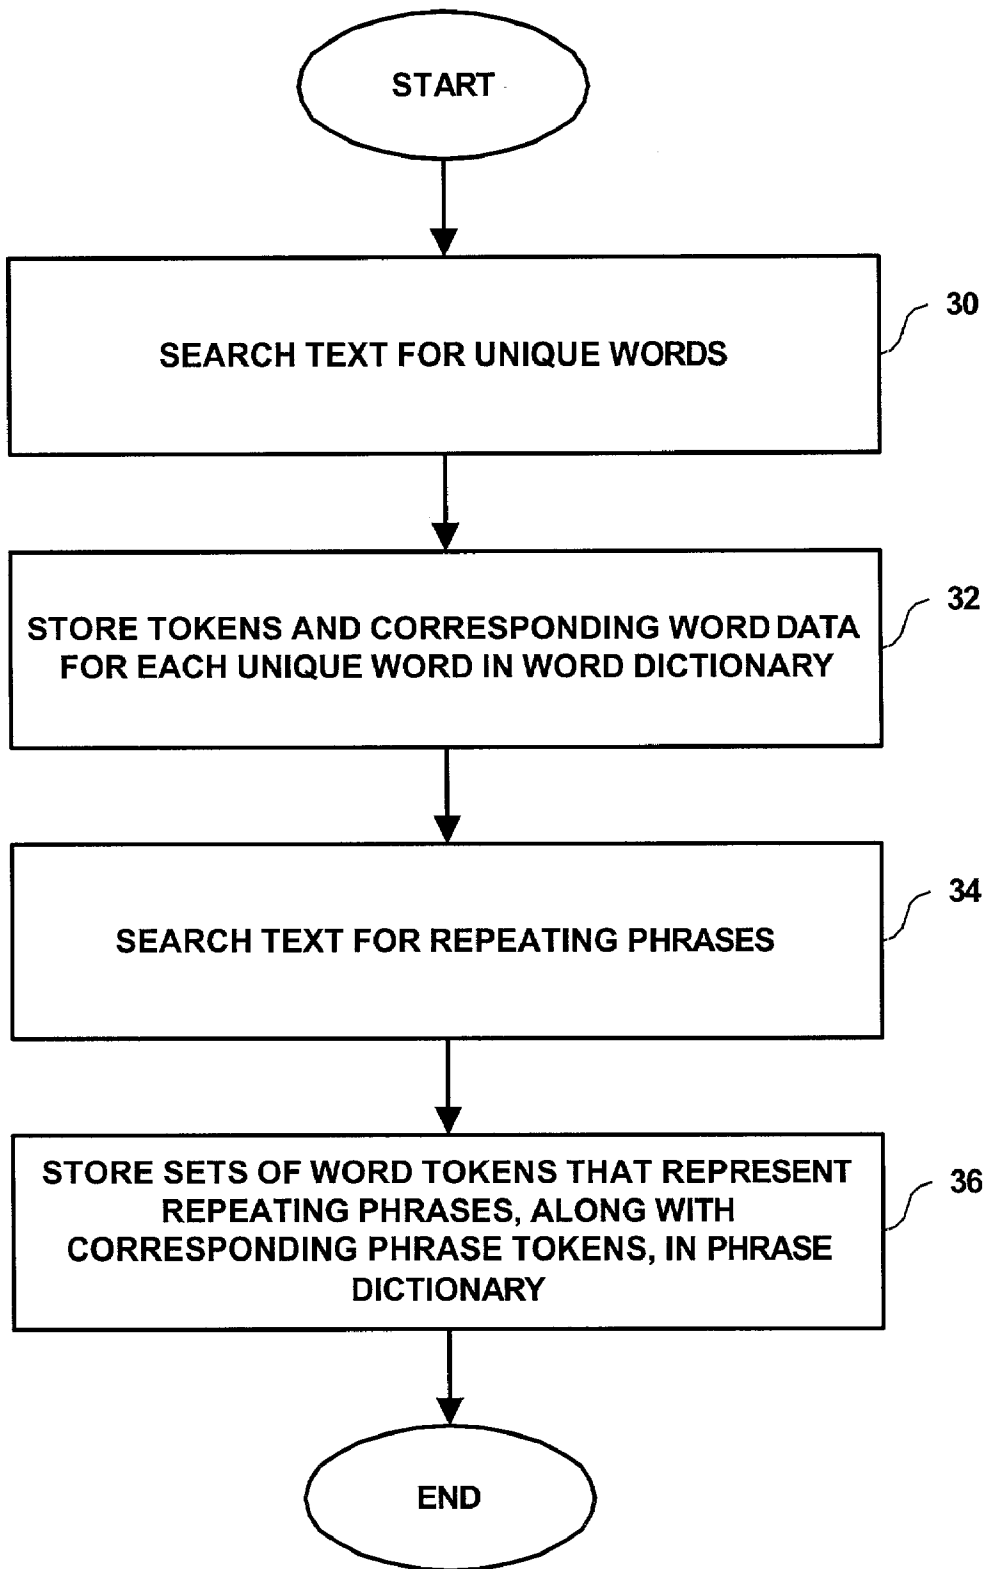 START
30
SEARCH TEXT FOR UNIQUE WORDS
32
STORE TOKENS AND CORRESPONDING WORD DATA
FOR EACH UNIQUE WORD IN WORD DICTIONARY
34
SEARCH TEXT FOR REPEATING PHRASES
36
STORE SETS OF WORD TOKENS THAT REPRESENT
REPEATING PHRASES, ALONG WITH
CORRESPONDING PHRASE TOKENS, IN PHRASE
DICTIONARY
END